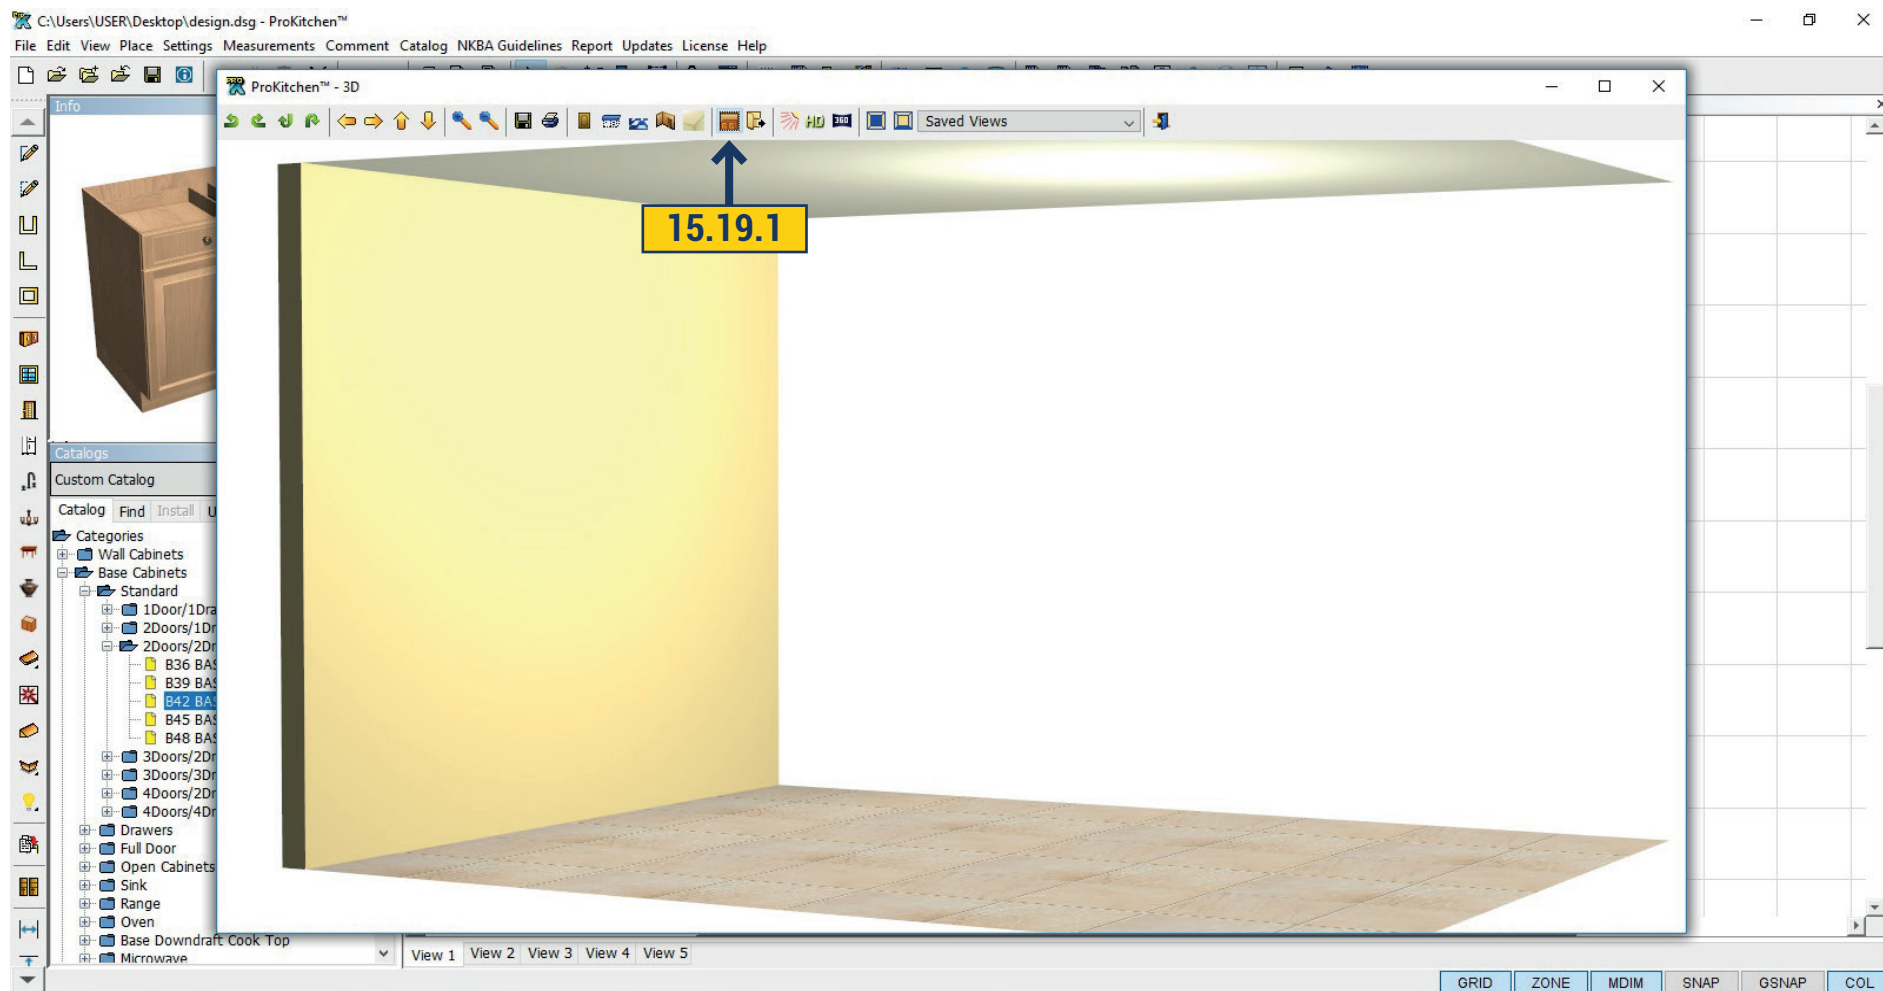 C:\Users\USER\Desktop\design.dsg - ProKitchen™
File Edit View Place Settings Measurements Comment Catalog NKBA Guidelines Report Updates License Help
Info
ProKitchen™ - 3D
HD 360 Saved Views
15.19.1
Catalogs
Custom Catalog
Catalog Find Install U
Categories
Wall Cabinets
Base Cabinets
Standard
1Door/1Dra
2Doors/1Dr
2Doors/2Dr
B36 BAS
B39 BAS
B42 BAS
B45 BAS
B48 BAS
3Doors/2Dr
3Doors/3Dr
4Doors/2Dr
4Doors/4Dr
Drawers
Full Door
Open Cabinets
Sink
Range
Oven
Base Downdraft Cook Top
Microwave
View 1 View 2 View 3 View 4 View 5
GRID ZONE MDIM SNAP GSNAP COL